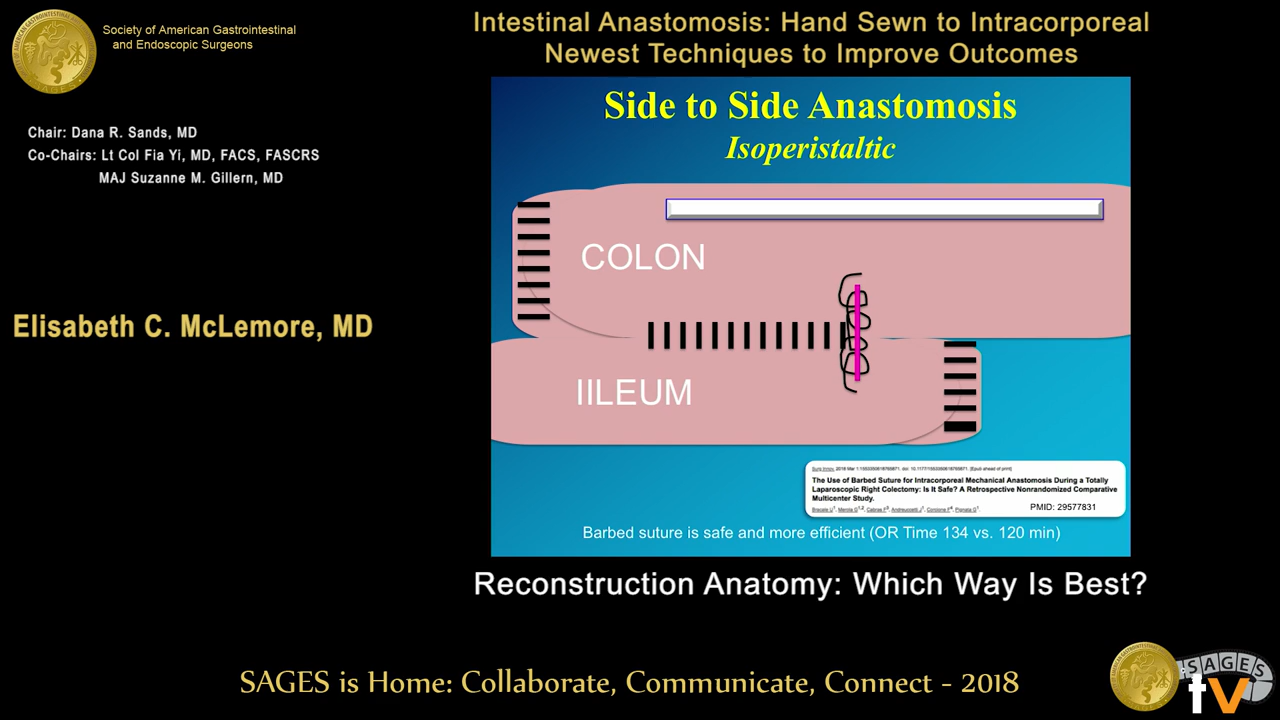 Society of American Gastrointestinal
and Endoscopic Surgeons
Intestinal Anastomosis: Hand Sewn to Intracorporeal
Newest Techniques to Improve Outcomes
Chair: Dana R. Sands, MD
Co-Chairs: Lt Col Fia Yi, MD, FACS, FASCRS
MAJ Suzanne M. Gillern, MD
Elisabeth C. McLemore, MD
Side to Side Anastomosis
Isoperistaltic
COLON
IILEUM
The Use of Barbed Suture for Intracorporeal Mechanical Anastomosis During a Totally
Laparoscopic Right Colectomy: Is It Safe? A Retrospective Nonrandomized Comparative
Multicenter Study.
PMID: 29577831
Barbed suture is safe and more efficient (OR Time 134 vs. 120 min)
Reconstruction Anatomy: Which Way Is Best?
SAGES is Home: Collaborate, Communicate, Connect - 2018
SAGES
tv